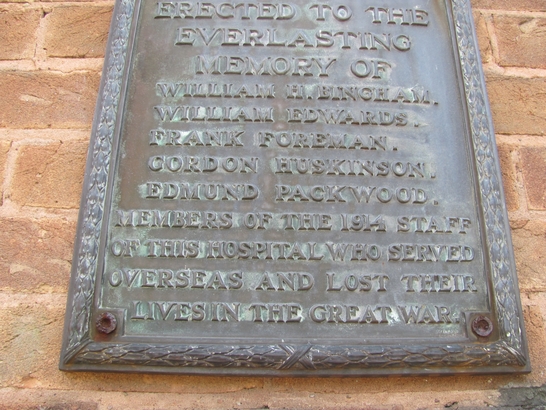 ERECTED TO THE
EVERLASTING
MEMORY OF
WILLIAM H. BINGHAM.
WILLIAM EDWARDS.
FRANK FOREMAN.
GORDON HUSKINSON.
EDMUND PACKWOOD.
MEMBERS OF THE 1914 STAFF
OF THIS HOSPITAL WHO SERVED
OVERSEAS AND LOST THEIR
LIVES IN THE GREAT WAR.